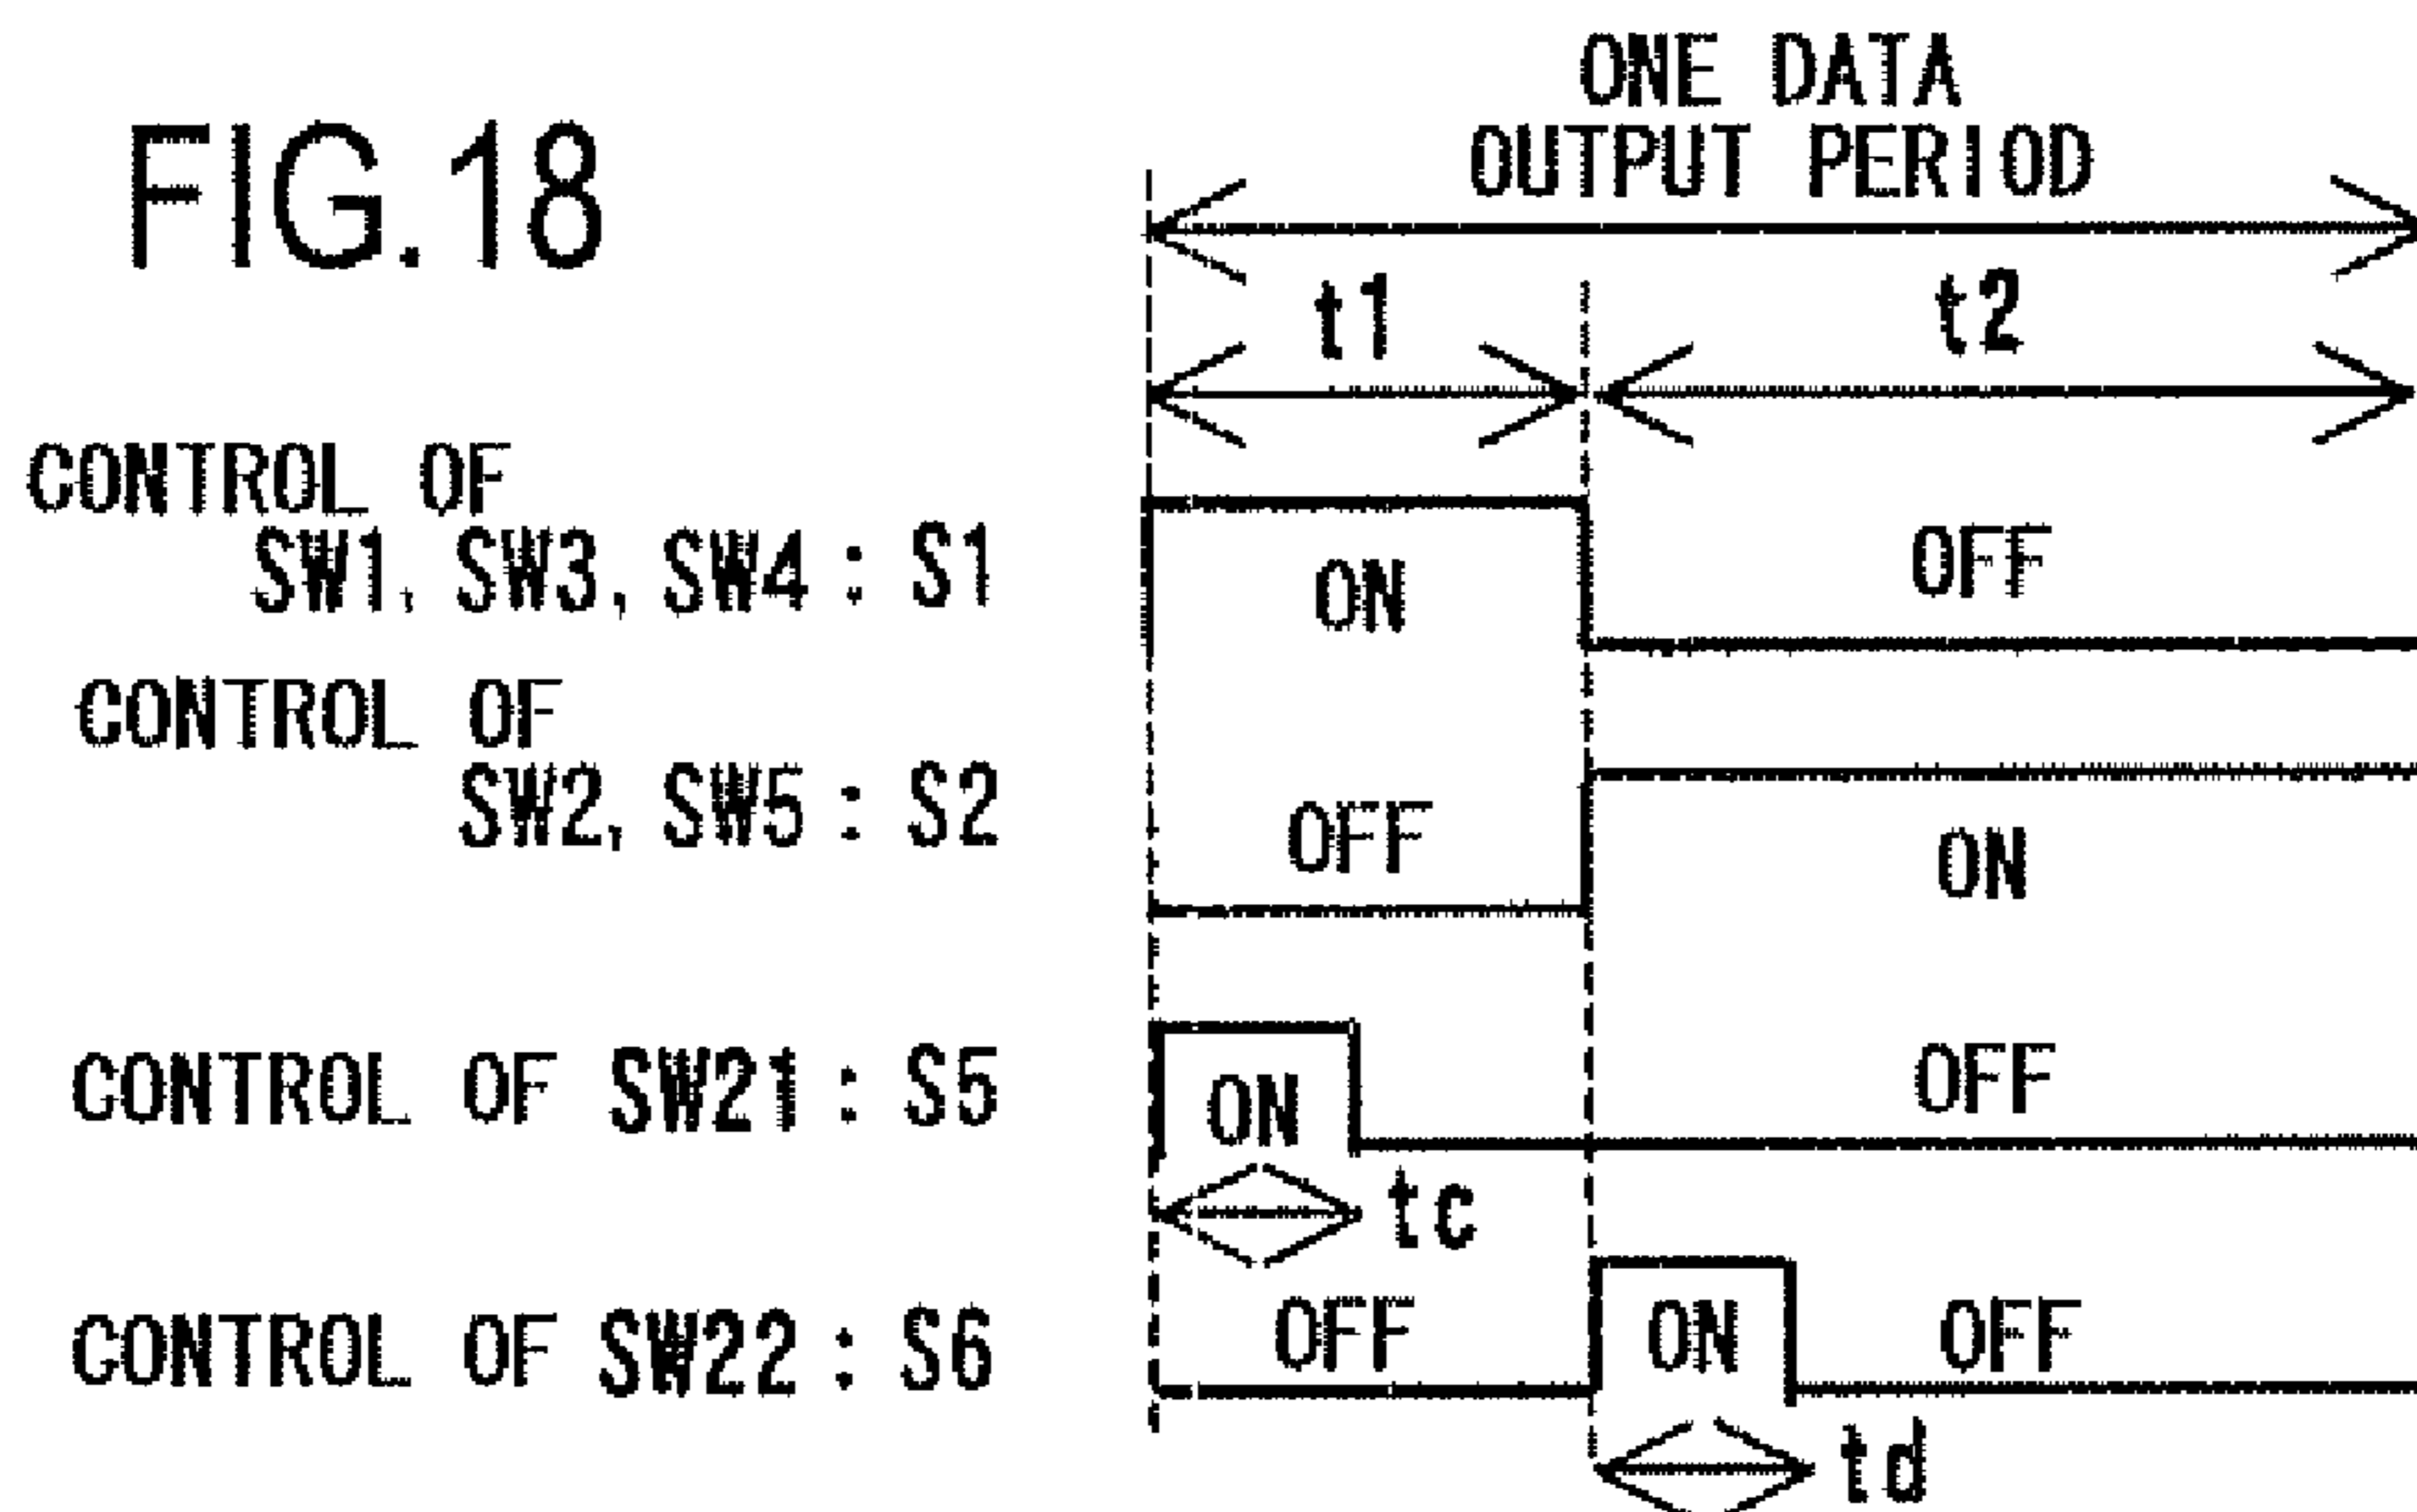 FIG.18
ONE DATA
OUTPUT PERIOD
t1
t2
CONTROL OF
SW1, SW3, SW4 : S1
ON
OFF
CONTROL OF
SW2, SW5 : S2
OFF
ON
CONTROL OF SW21 : S5
ON
OFF
tc
CONTROL OF SW22 : S6
OFF
ON
OFF
td